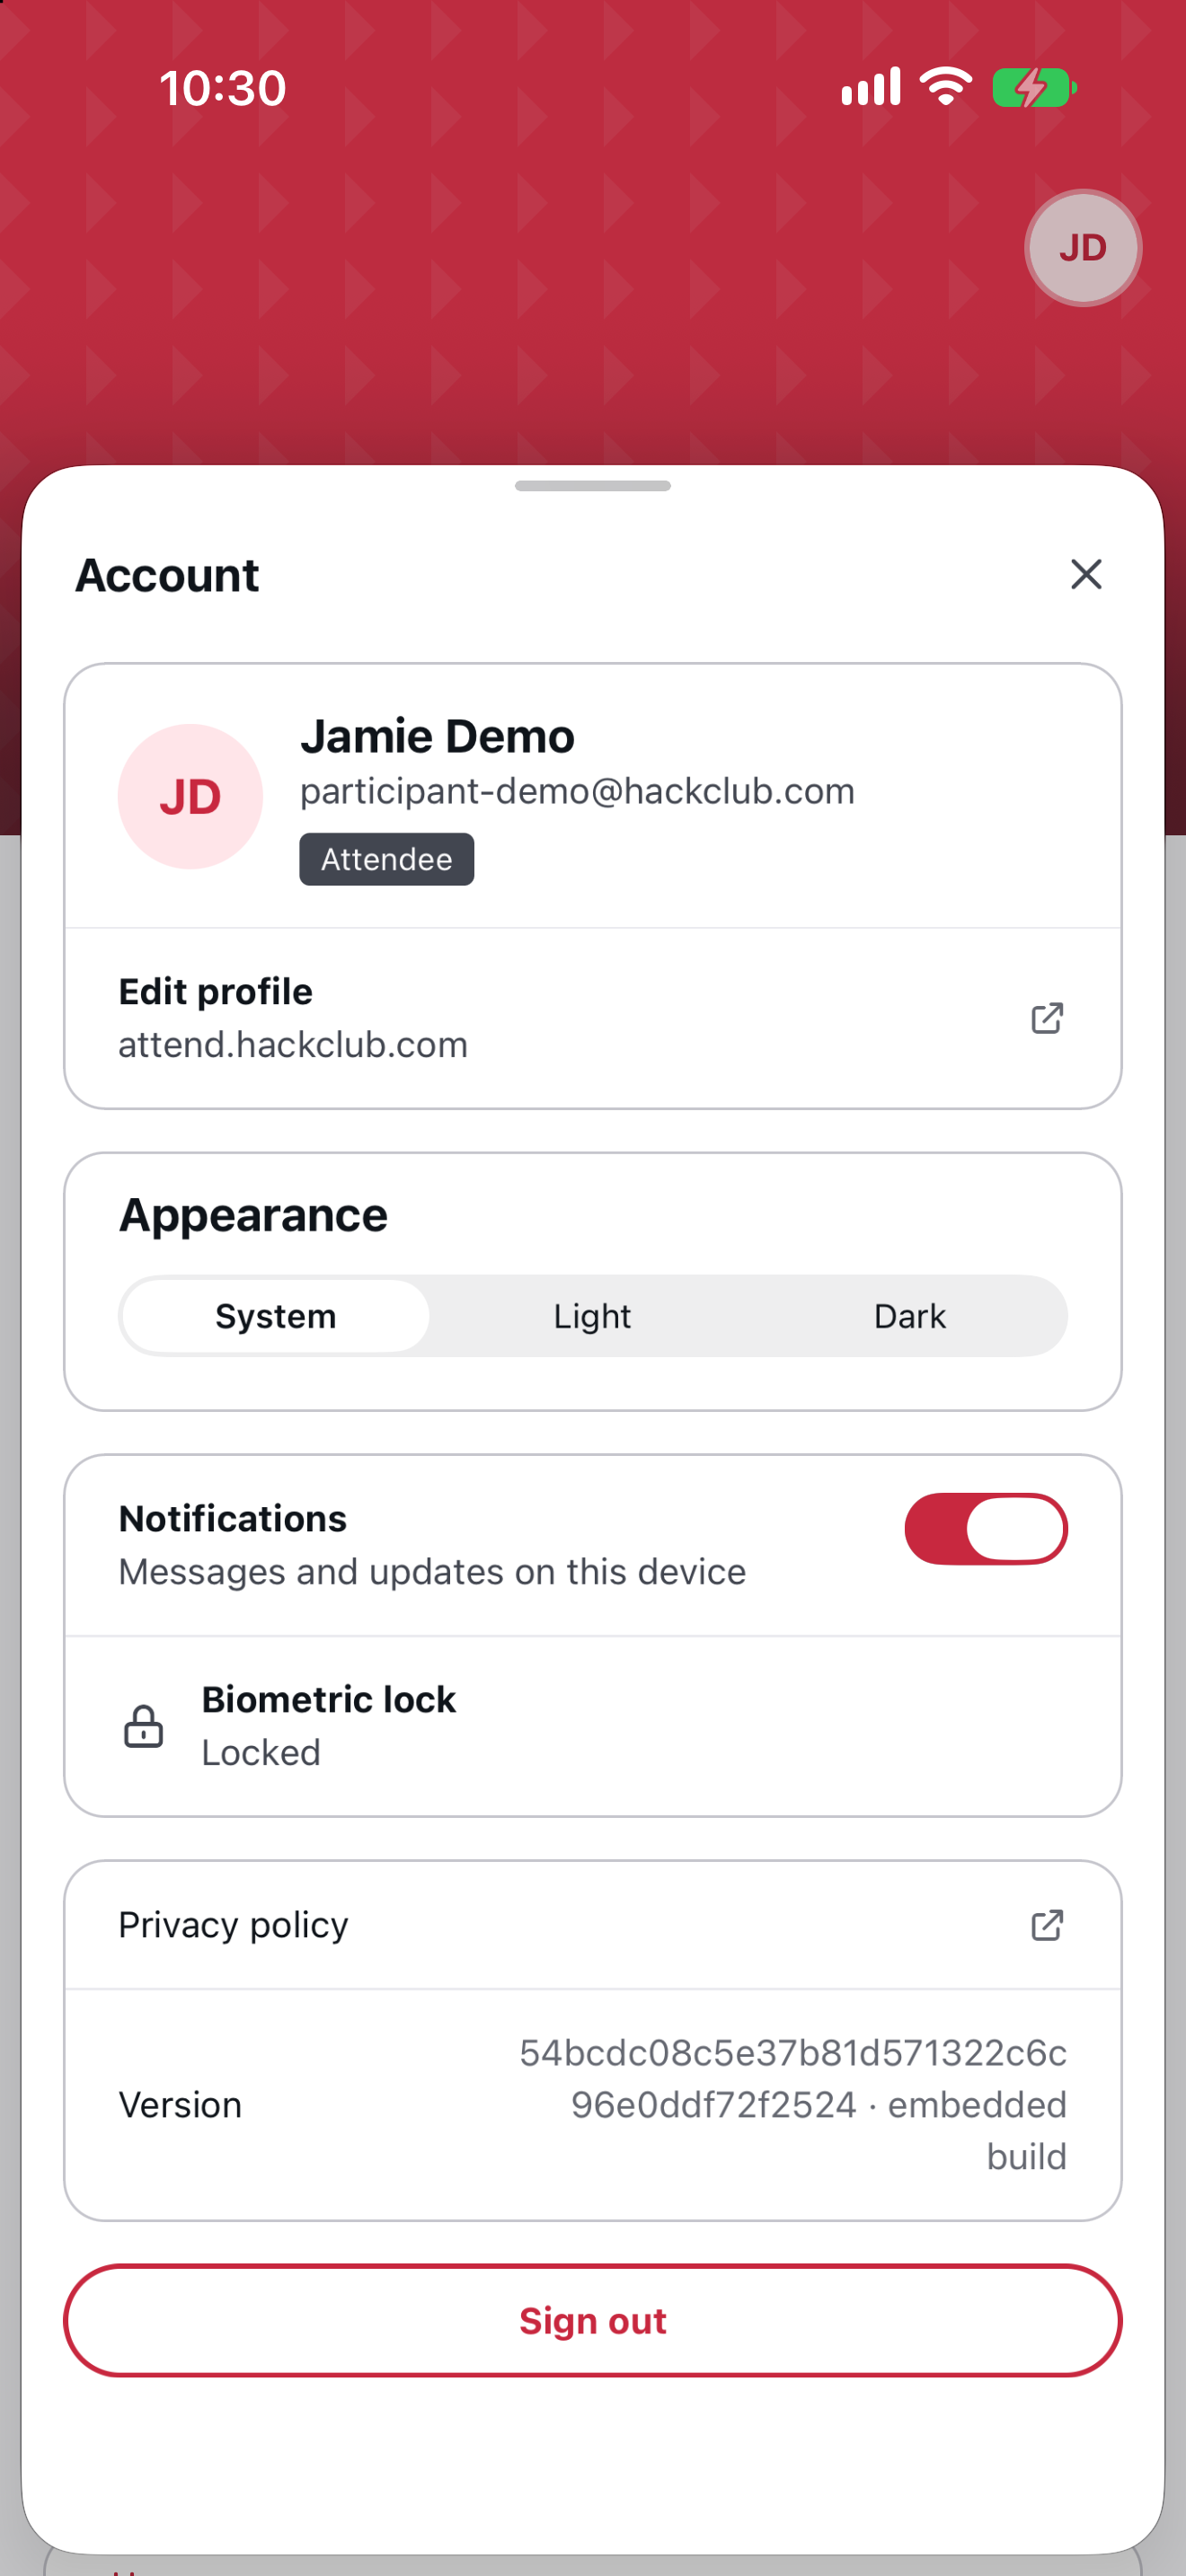 10:30
JD
Account
JD
Jamie Demo
participant-demo@hackclub.com
Attendee
Edit profile
attend.hackclub.com
Appearance
System
Light
Dark
Notifications
Messages and updates on this device
Biometric lock
Locked
Privacy policy
Version
54bcdc08c5e37b81d571322c6c
96e0ddf72f2524 · embedded
build
Sign out